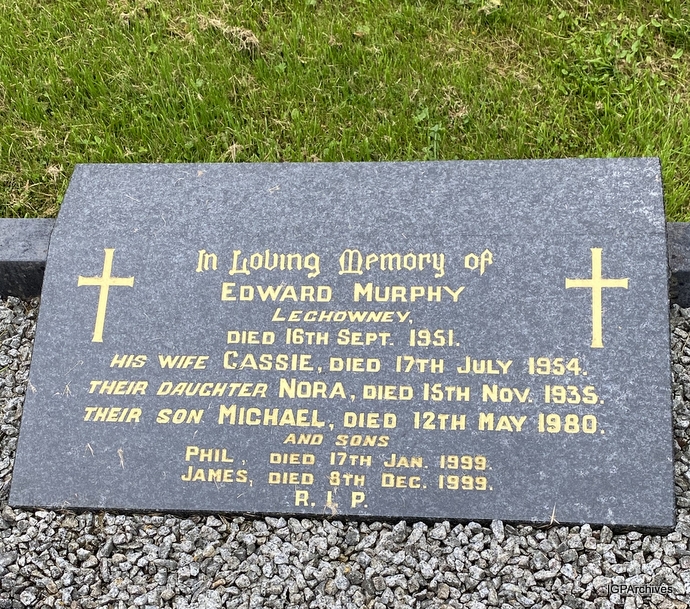 In Loving Memory of
EDWARD MURPHY
LECHOWNEY,
DIED 16TH SEPT. 1951.
HIS WIFE CASSIE, DIED 17TH JULY 1954.
THEIR DAUGHTER NORA, DIED 15TH NOV. 1935.
THEIR SON MICHAEL, DIED 12TH MAY 1980.
AND SONS
PHIL, DIED 17TH JAN. 1999.
JAMES, DIED 8TH DEC. 1999.
R.I.P.
IGPArchives